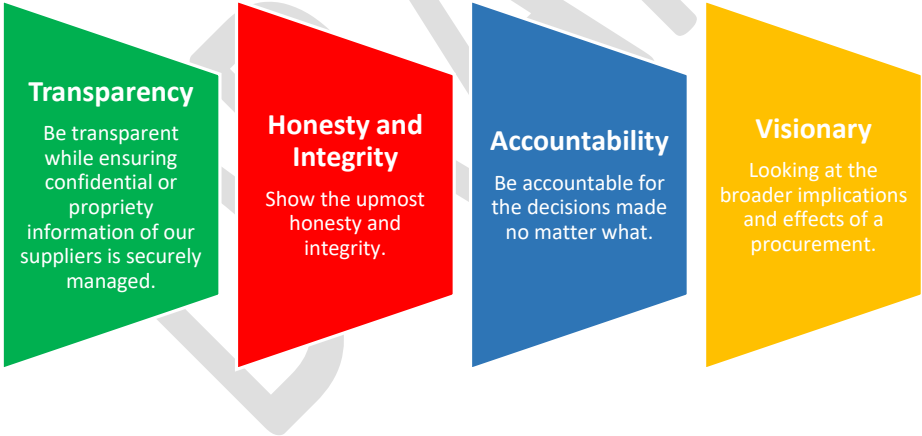 Transparency
Be transparent
while ensuring
confidential or
propriety
information of our
suppliers is securely
managed.
Honesty and
Integrity
Show the upmost
honesty and
integrity.
Accountability
Be accountable for
the decisions made
no matter what.
Visionary
Looking at the
broader implications
and effects of a
procurement.